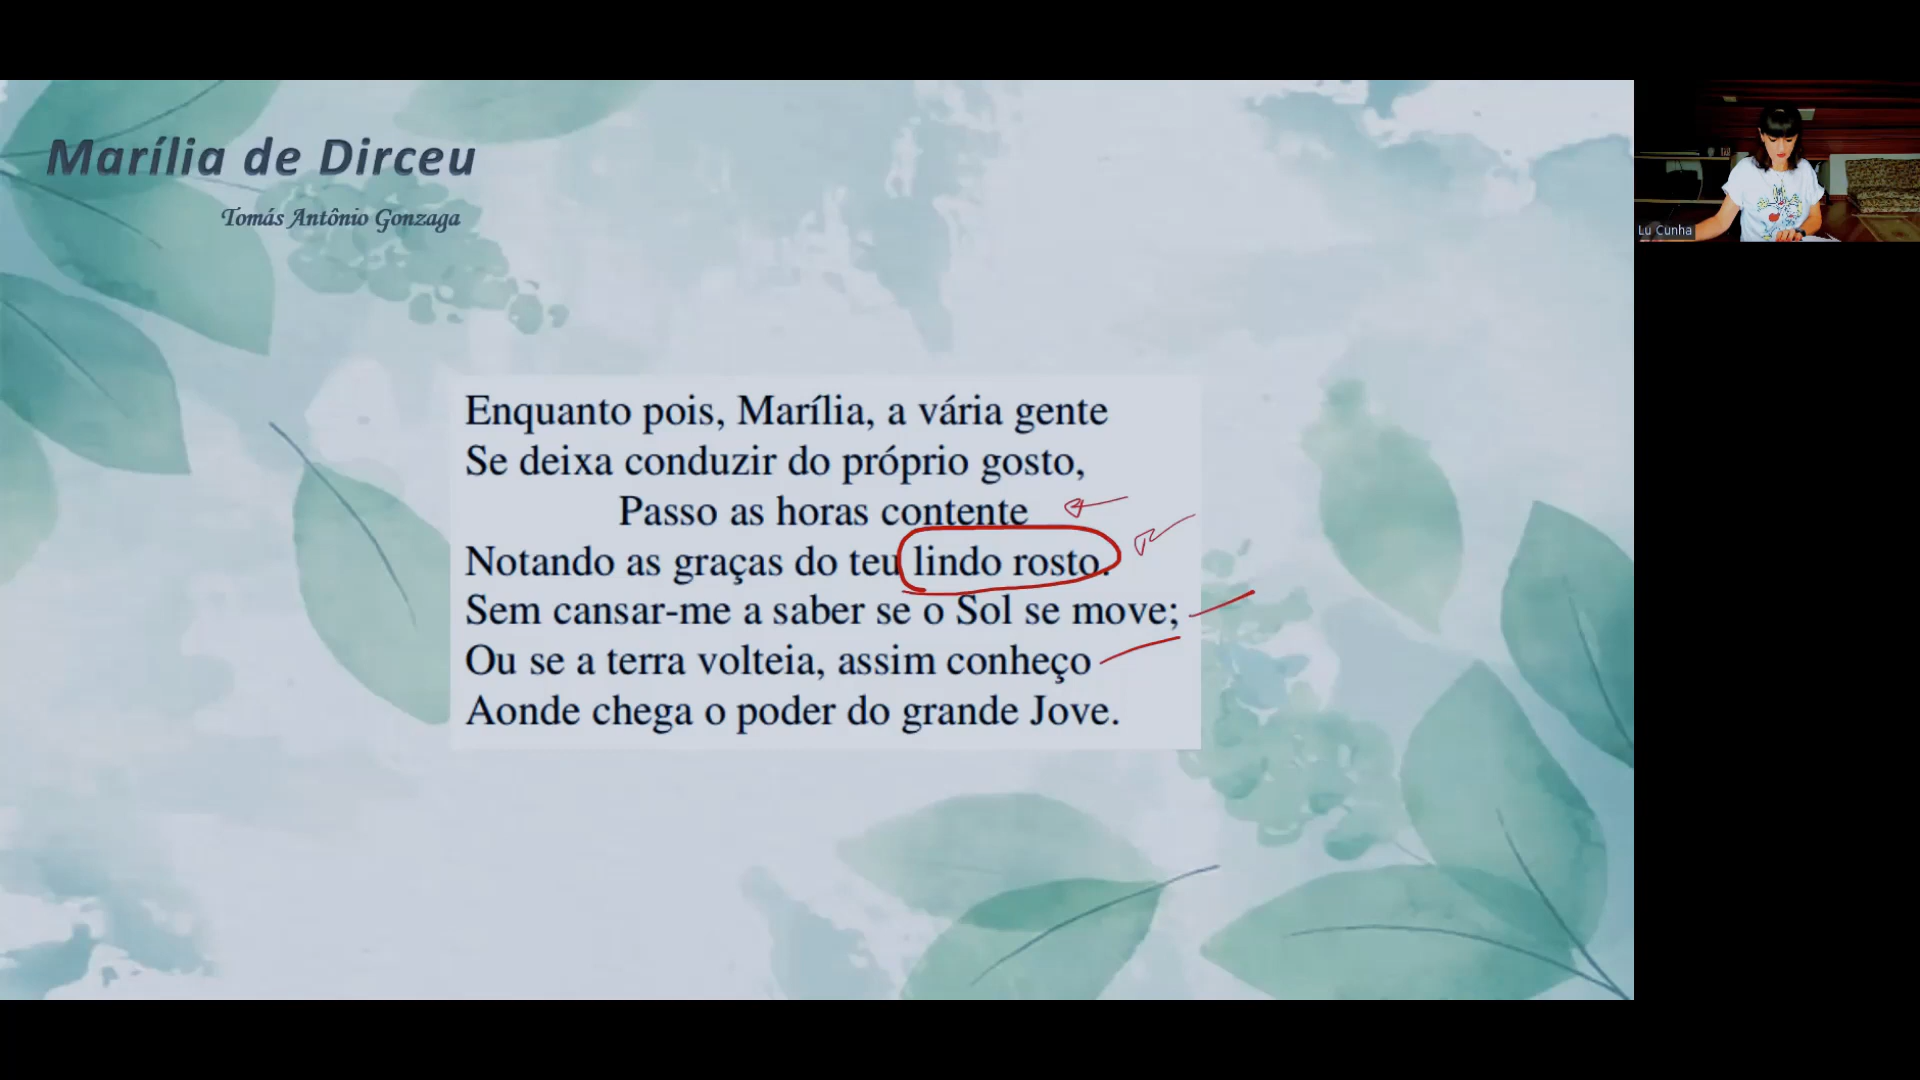 Marília de Dirceu
Tomás Antônio Gonzaga
Enquanto pois, Marília, a vária gente
Se deixa conduzir do próprio gosto,
Passo as horas contente
Notando as graças do teu lindo rosto.
Sem cansar-me a saber se o Sol se move;
Ou se a terra volteia, assim conheço
Aonde chega o poder do grande Jove.
Lu Cunha